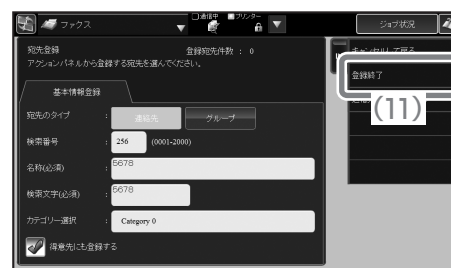 ファクス
通信中
プリンター
ジョブ状況
宛先登録
登録宛先件数 : 0
アクションパネルから登録する宛先を選んでください。
キャンセルして戻る
登録終了
(11)
基本情報登録
宛先のタイプ : 連絡先 グループ
検索番号 : 256 (0001-2000)
名称(必須) : 5678
検索文字(必須) : 5678
カテゴリー選択 : Category 0
得意先にも登録する